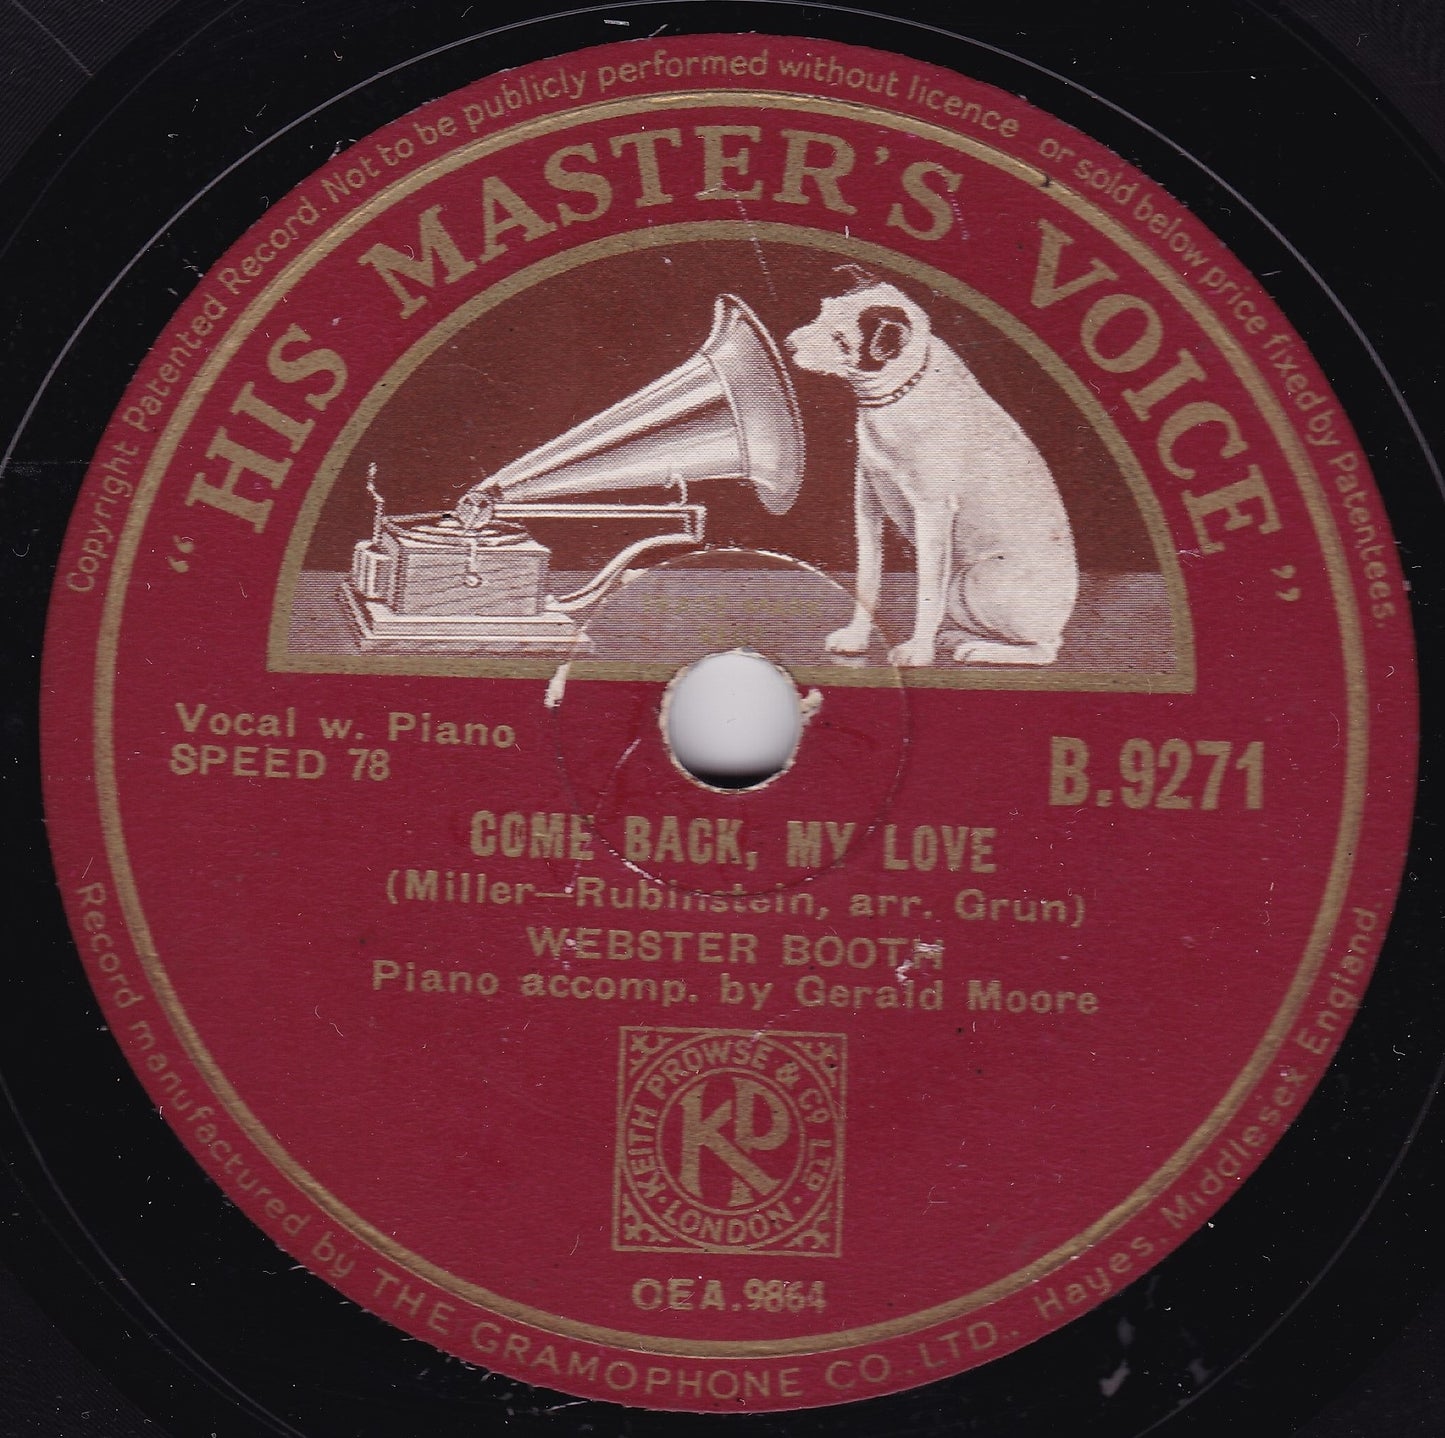 Copyright Patented Record. Not to be publicly performed without licence or sold below price fixed by Patentees.
"HIS MASTER'S VOICE"
Vocal w. Piano
SPEED 78
B.9271
COME BACK, MY LOVE
(Miller—Rubinstein, arr. Grun)
WEBSTER BOOTH
Piano accomp. by Gerald Moore
KEITH PROWSE & CO LTD
KP
· LONDON ·
OEA.9864
Record manufactured by THE GRAMOPHONE CO., LTD., Hayes, Middlesex, England.